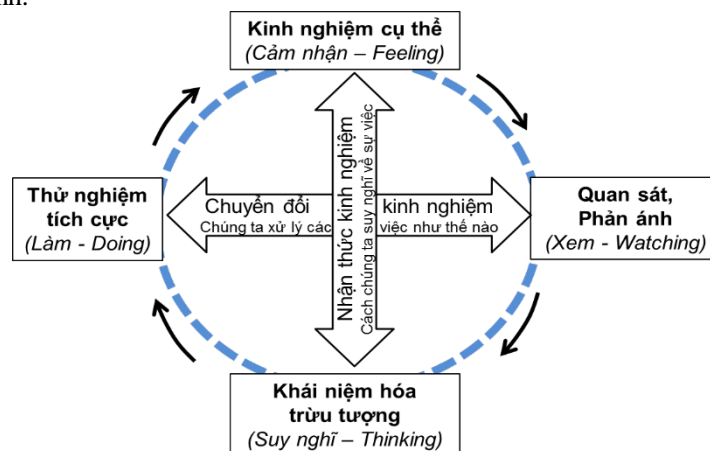 Kinh nghiệm cụ thể
(Cảm nhận – Feeling)
Thử nghiệm
tích cực
(Làm - Doing)
Chuyển đổi kinh nghiệm
Chúng ta xử lý các việc như thế nào
Nhận thức kinh nghiệm
Cách chúng ta suy nghĩ về sự việc
Quan sát,
Phản ánh
(Xem - Watching)
Khái niệm hóa
trừu tượng
(Suy nghĩ – Thinking)